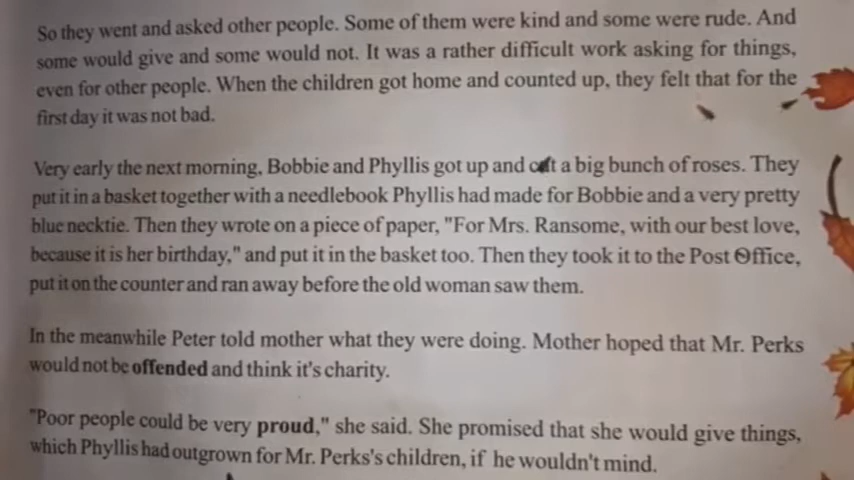 So they went and asked other people. Some of them were kind and some were rude. And
some would give and some would not. It was a rather difficult work asking for things,
even for other people. When the children got home and counted up, they felt that for the
first day it was not bad.
Very early the next morning, Bobbie and Phyllis got up and cut a big bunch of roses. They
put it in a basket together with a needlebook Phyllis had made for Bobbie and a very pretty
blue necktie. Then they wrote on a piece of paper, "For Mrs. Ransome, with our best love,
because it is her birthday," and put it in the basket too. Then they took it to the Post Office,
put it on the counter and ran away before the old woman saw them.
In the meanwhile Peter told mother what they were doing. Mother hoped that Mr. Perks
would not be offended and think it's charity.
"Poor people could be very proud," she said. She promised that she would give things,
which Phyllis had outgrown for Mr. Perks's children, if he wouldn't mind.